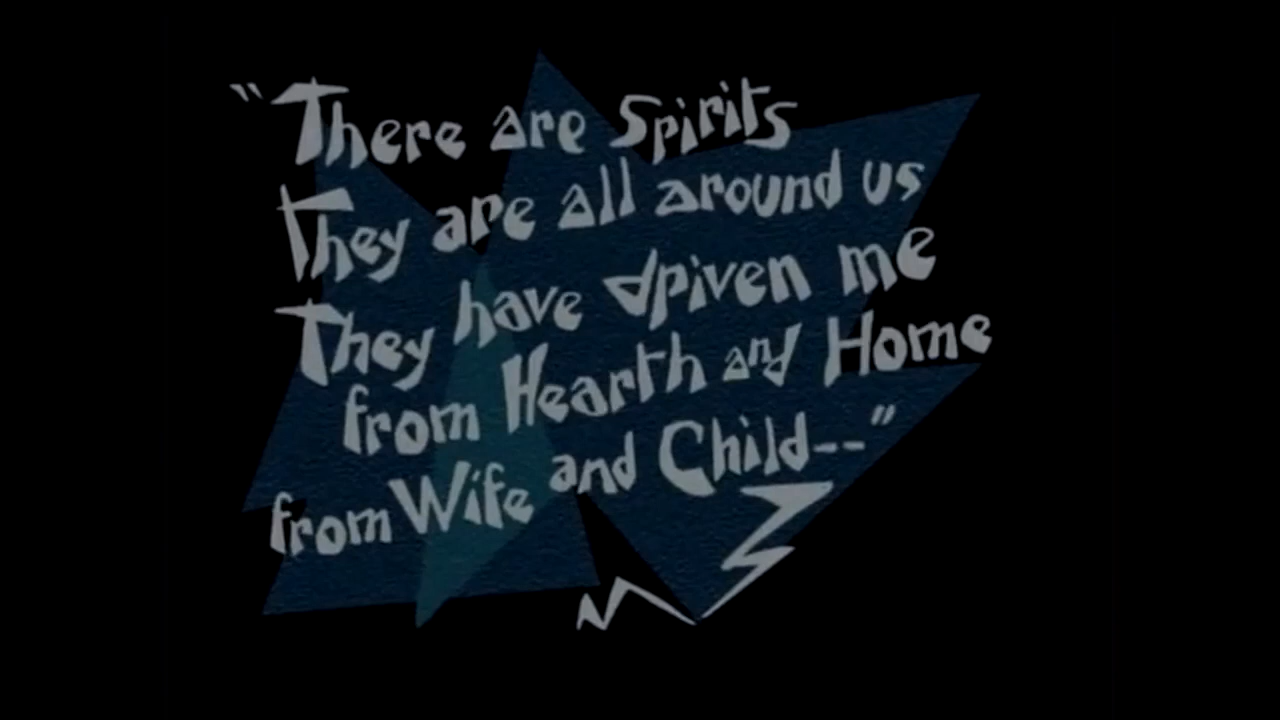 “There are Spirits
They are all around us
They have driven me
from Hearth and Home
from Wife and Child--”